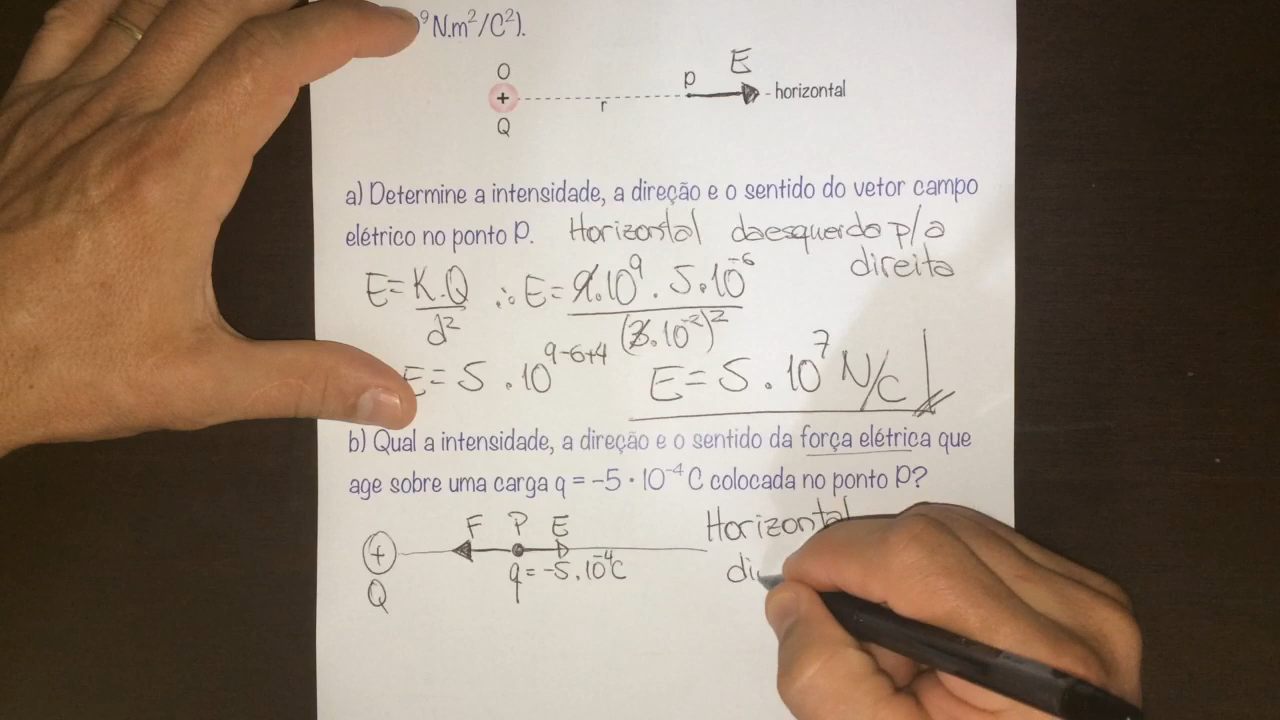 ⁹ N.m²/C²).
O
+
Q
r
P
E
- horizontal
a) Determine a intensidade, a direção e o sentido do vetor campo
elétrico no ponto P. Horizontal da esquerda p/ a
direita
E = K.Q/d² ∴ E = 9.10⁹ . 5.10⁻⁶/(3.10⁻²)²
E = 5 . 10⁹⁻⁶⁺⁴ E = 5 . 10⁷ N/C
b) Qual a intensidade, a direção e o sentido da força elétrica que
age sobre uma carga q = -5 · 10⁻⁴ C colocada no ponto P?
+
Q
F P E
q = -5.10⁻⁴C
Horizontal
di